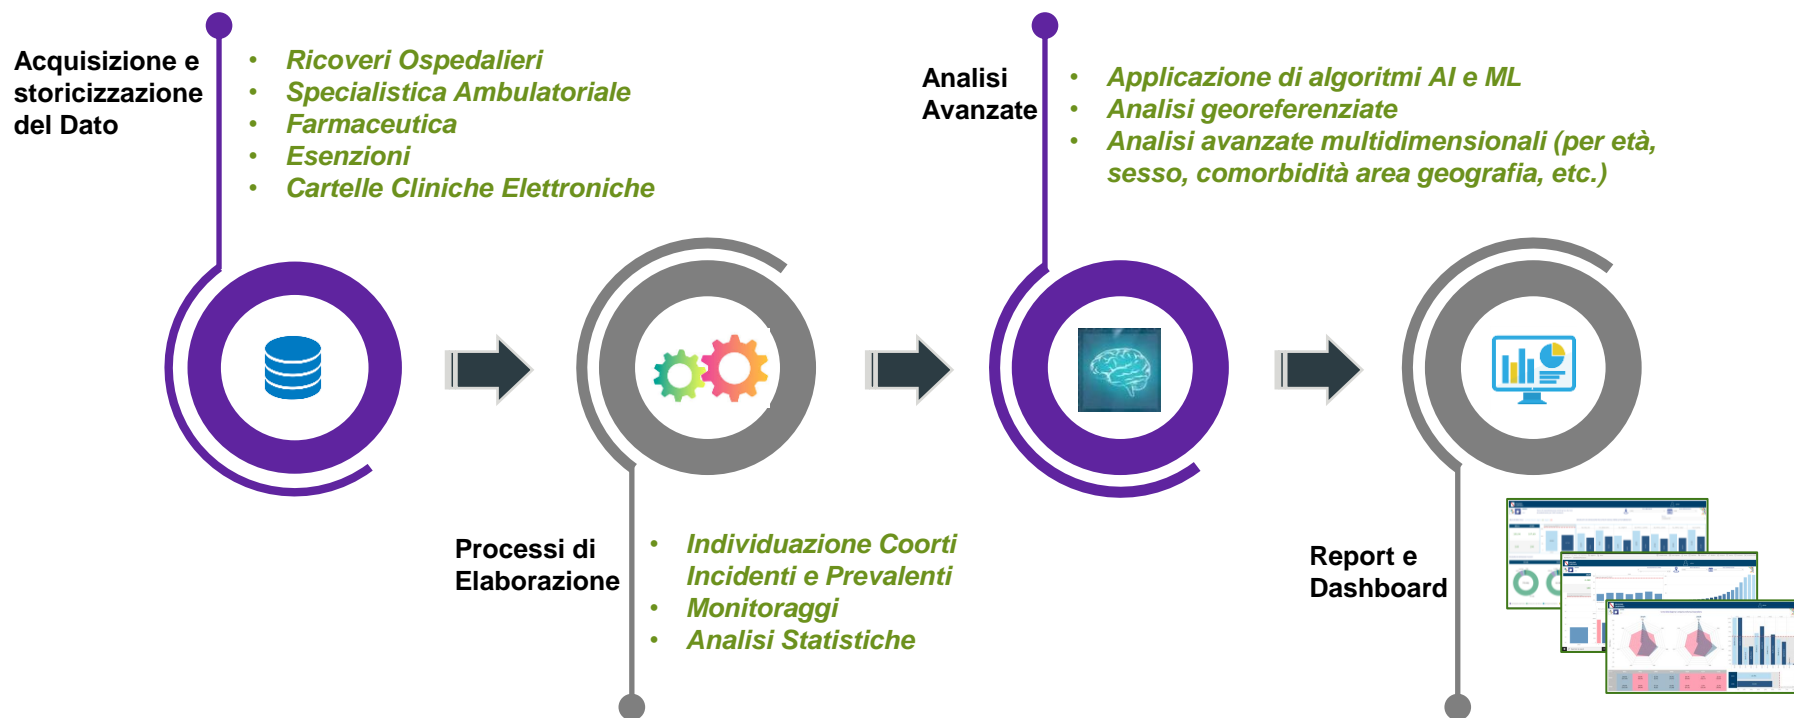 Acquisizione e
storicizzazione
del Dato
• Ricoveri Ospedalieri
• Specialistica Ambulatoriale
• Farmaceutica
• Esenzioni
• Cartelle Cliniche Elettroniche
Processi di
Elaborazione
• Individuazione Coorti
Incidenti e Prevalenti
• Monitoraggi
• Analisi Statistiche
Analisi
Avanzate
• Applicazione di algoritmi AI e ML
• Analisi georeferenziate
• Analisi avanzate multidimensionali (per età,
sesso, comorbidità area geografia, etc.)
Report e
Dashboard